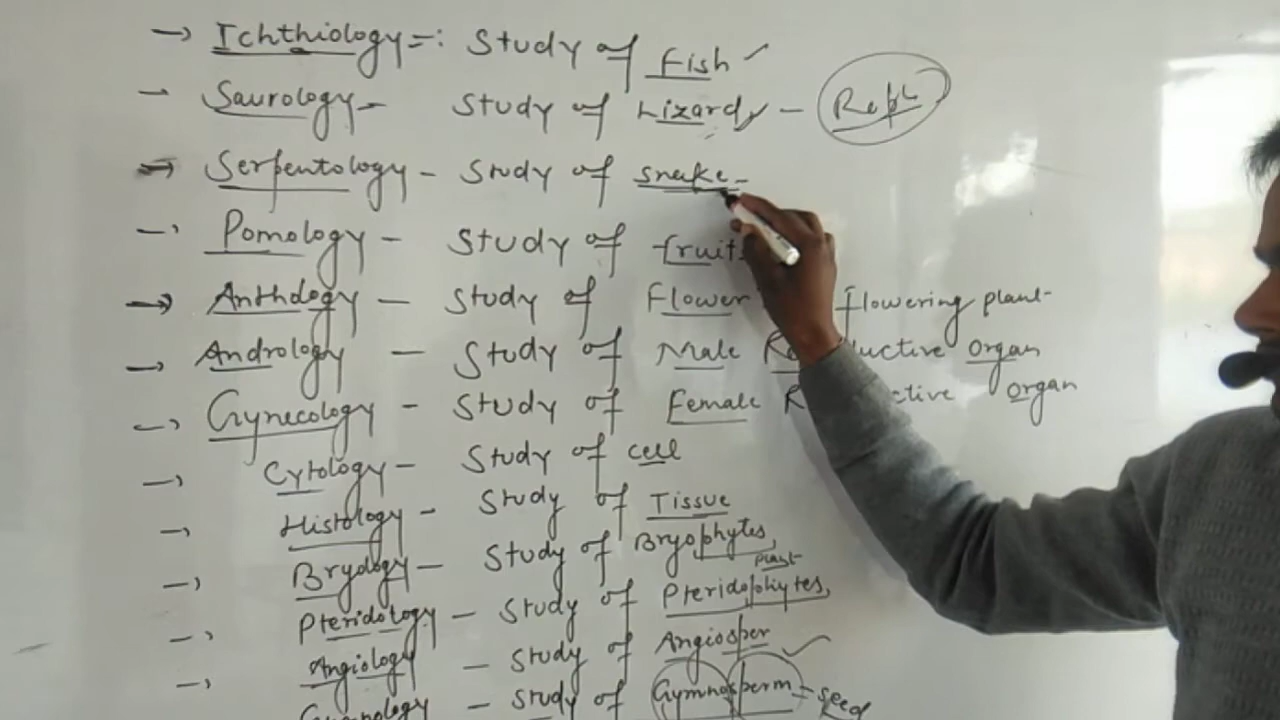 → Ichthiology =: Study of Fish ✓
- Saurology - Study of Lizard ✓ -
→ Serpentology - Study of snake -
→ Pomology - Study of fruits
→ Anthology - Study of Flower flowering plant
→ Andrology - Study of Male organ
→ Gynecology - Study of Female organ
→ Cytology - Study of cell
→ Histology - Study of Tissue
→ Bryology - Study of Bryophytes
plant
→ Pteridology - Study of Pteridophytes
→ Angiology - Study of Angiosper ✓
- Study of Gymnosperm - seed